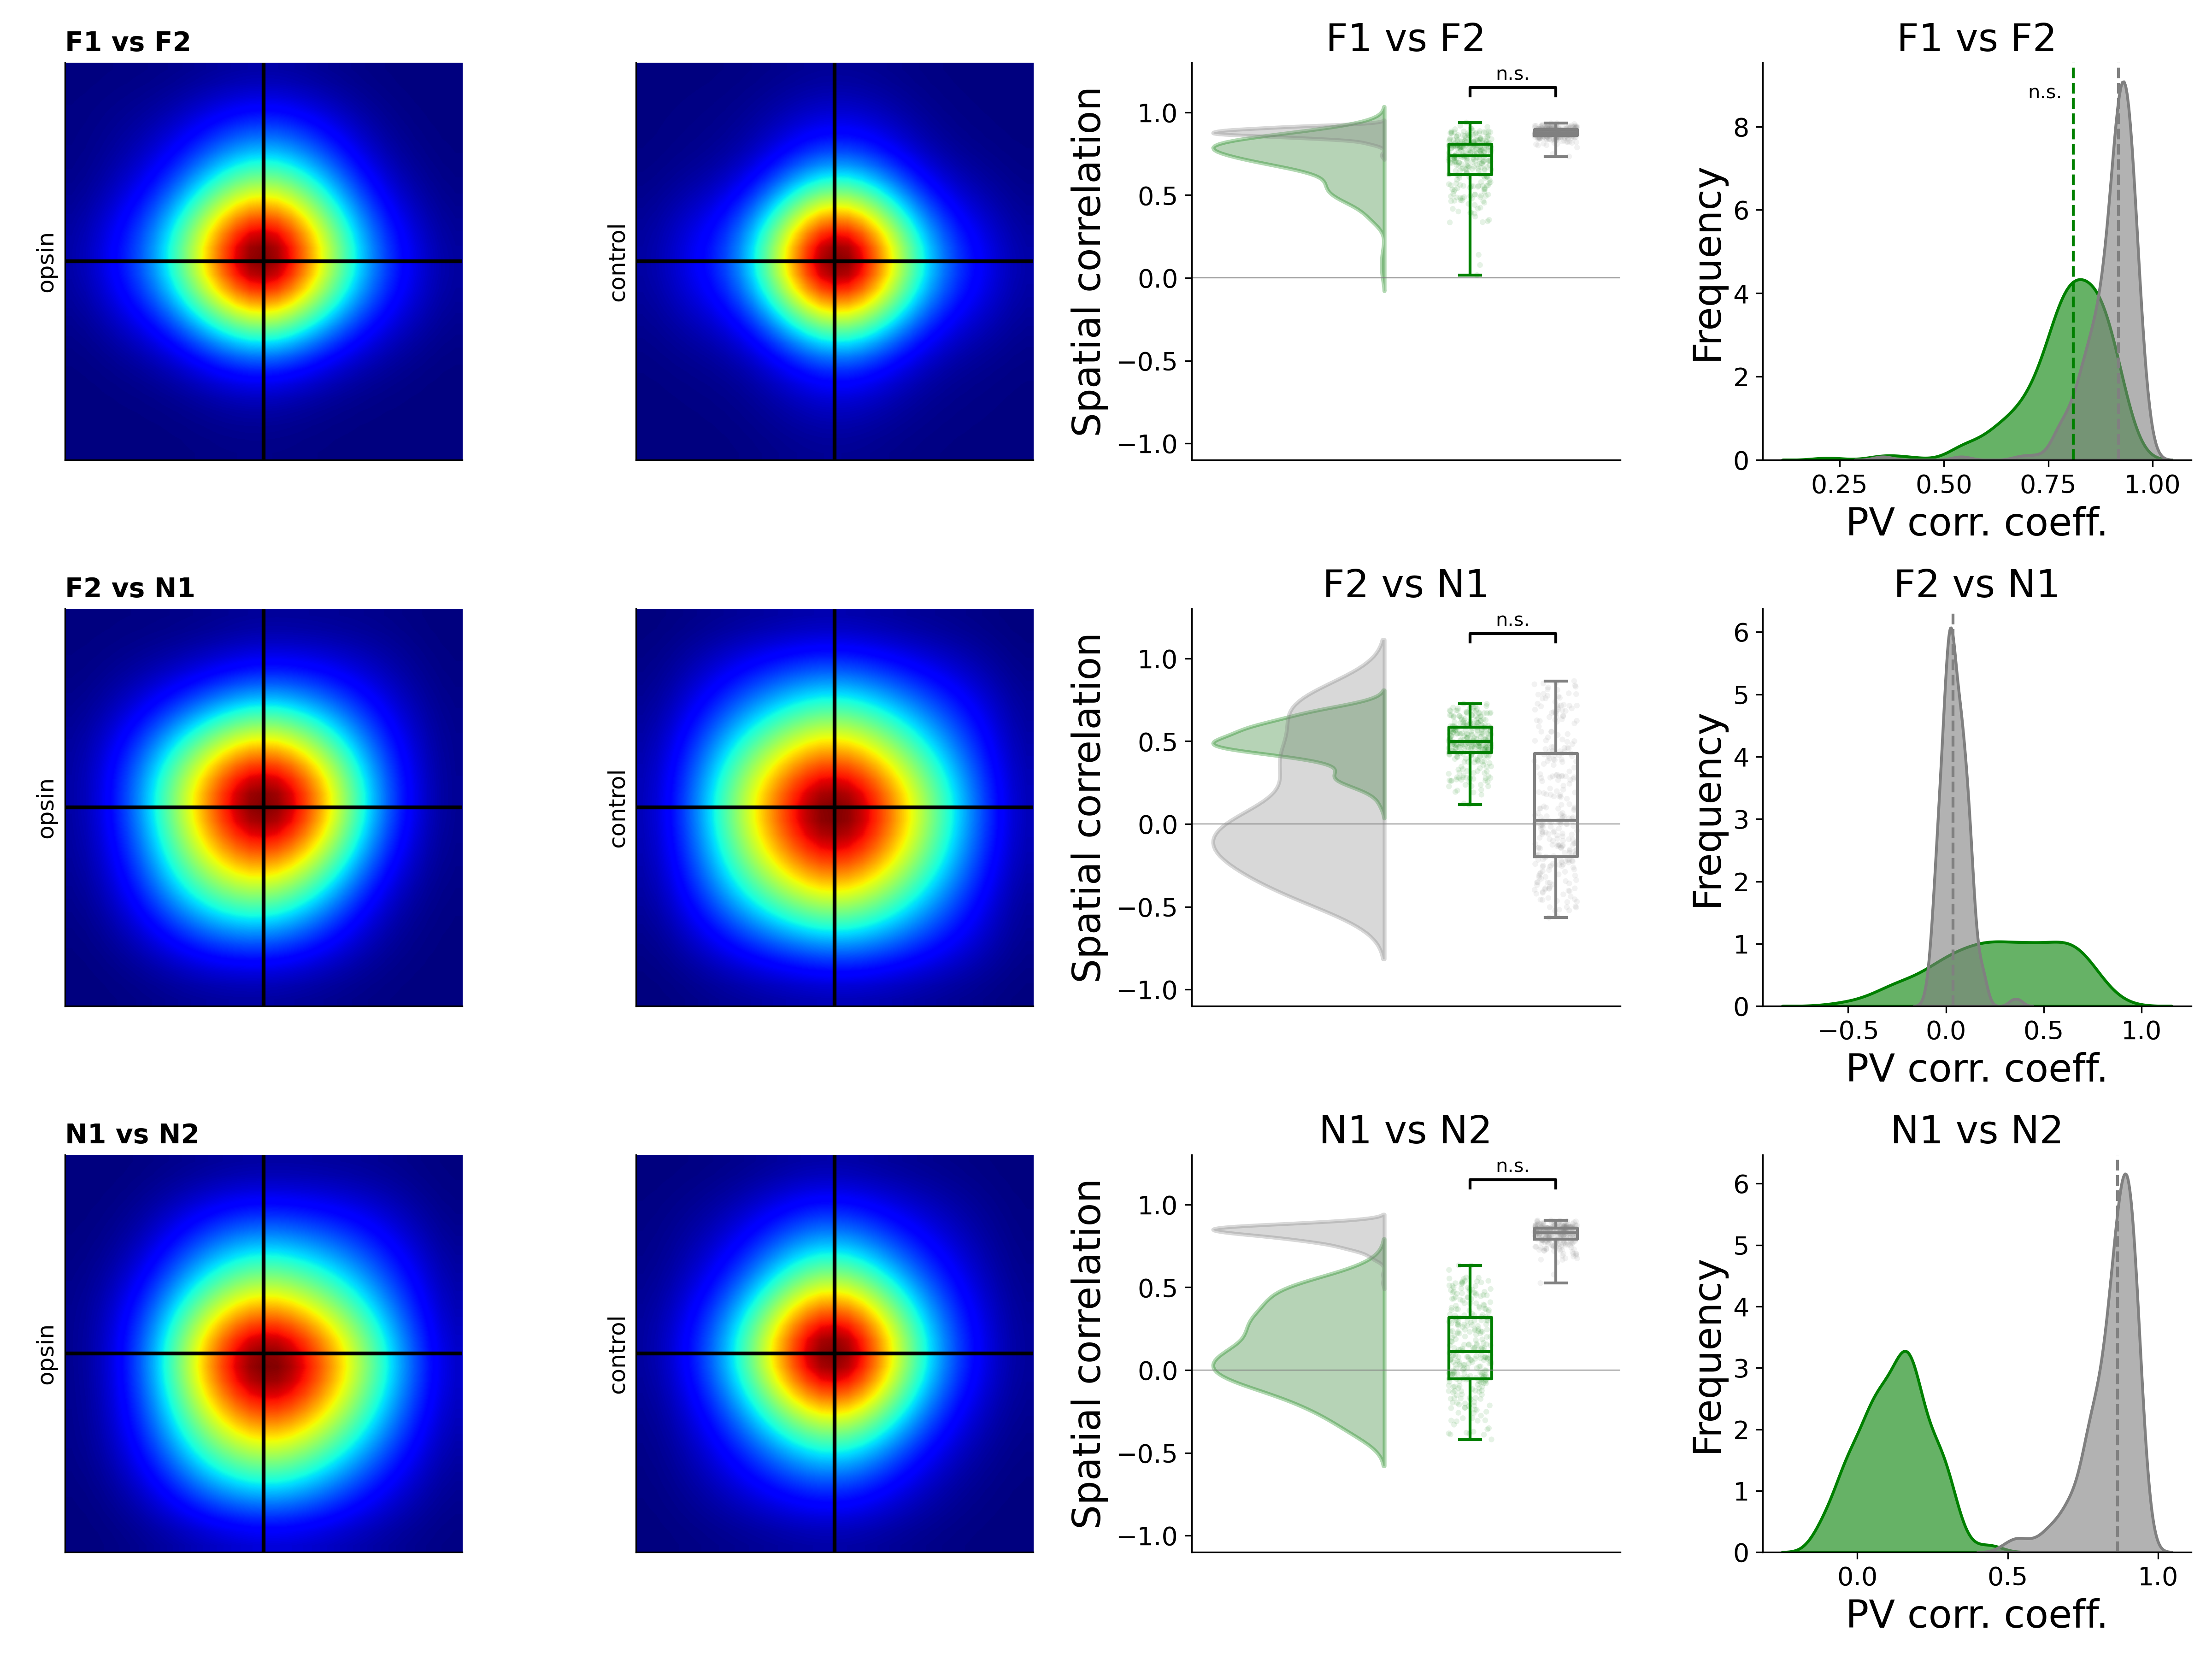 F1 vs F2
opsin
control
F1 vs F2
Spatial correlation
1.0
0.5
0.0
−0.5
−1.0
n.s.
F1 vs F2
Frequency
8
6
4
2
0
n.s.
0.25 0.50 0.75 1.00
PV corr. coeff.
F2 vs N1
opsin
control
F2 vs N1
Spatial correlation
1.0
0.5
0.0
−0.5
−1.0
n.s.
F2 vs N1
Frequency
6
5
4
3
2
1
0
−0.5 0.0 0.5 1.0
PV corr. coeff.
N1 vs N2
opsin
control
N1 vs N2
Spatial correlation
1.0
0.5
0.0
−0.5
−1.0
n.s.
N1 vs N2
Frequency
6
5
4
3
2
1
0
0.0 0.5 1.0
PV corr. coeff.